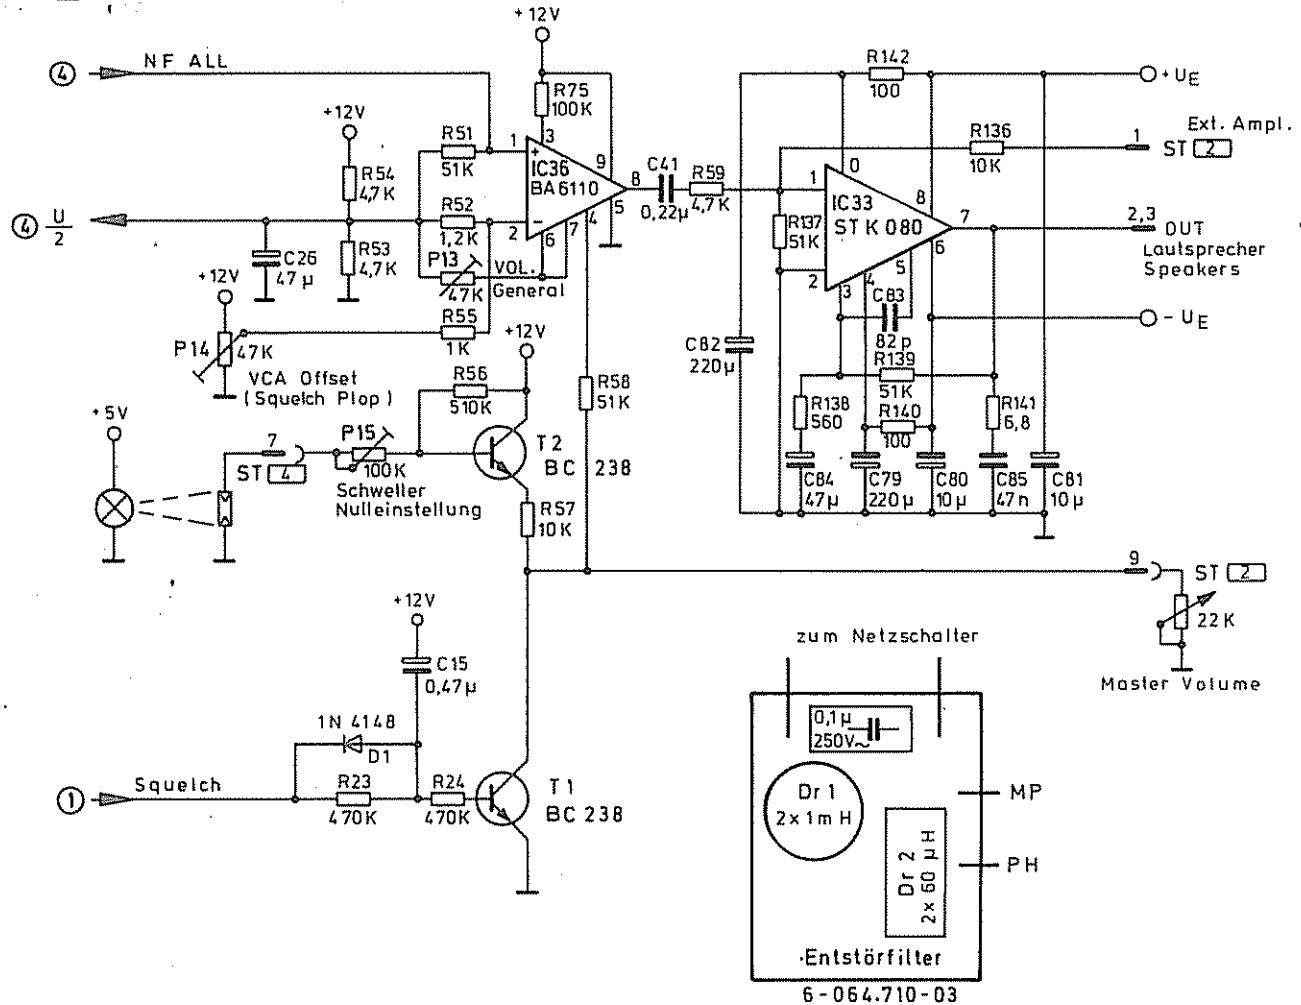 +12V
④ NF ALL
R142
100
+UE
R75
100K
+12V
3
R51
51K
1
+
IC36
BA 6110
9
8
5
4
7
6
2
-
C41
0,22µ
R59
4,7K
R136
10K
Ext. Ampl.
1
ST 2
R54
4,7K
④ U/2
R52
1,2K
R53
4,7K
C26
47µ
P13
47K
VOL.
General
0
1
IC33
STK 080
8
7
6
5
4
3
2
R137
51K
2,3
OUT
Lautsprecher
Speakers
+12V
P14
47K
R55
1K
VCA Offset
(Squelch Plop)
+12V
C83
82p
- UE
C82
220µ
R139
51K
R56
510K
R58
51K
R138
560
R140
100
R141
6,8
+5V
7
ST 4
P15
100K
Schweller
Nulleinstellung
T2
BC 238
C84
47µ
C79
220µ
C80
10µ
C85
47n
C81
10µ
R57
10K
9
ST 2
22K
Master Volume
+12V
C15
0,47µ
zum Netzschalter
1N 4148
D1
0,1µ
250V~
① Squelch
R23
470K
R24
470K
T1
BC 238
Dr 1
2x1mH
MP
Dr 2
2x 60 µH
PH
Entstörfilter
6-064.710-03